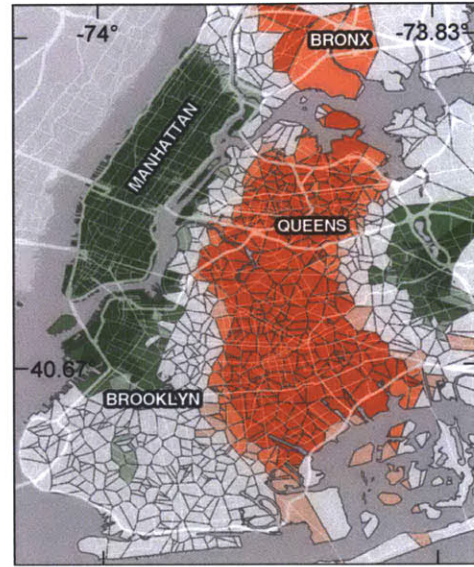 -74°
BRONX
-73.83°
MANHATTAN
QUEENS
40.67
BROOKLYN